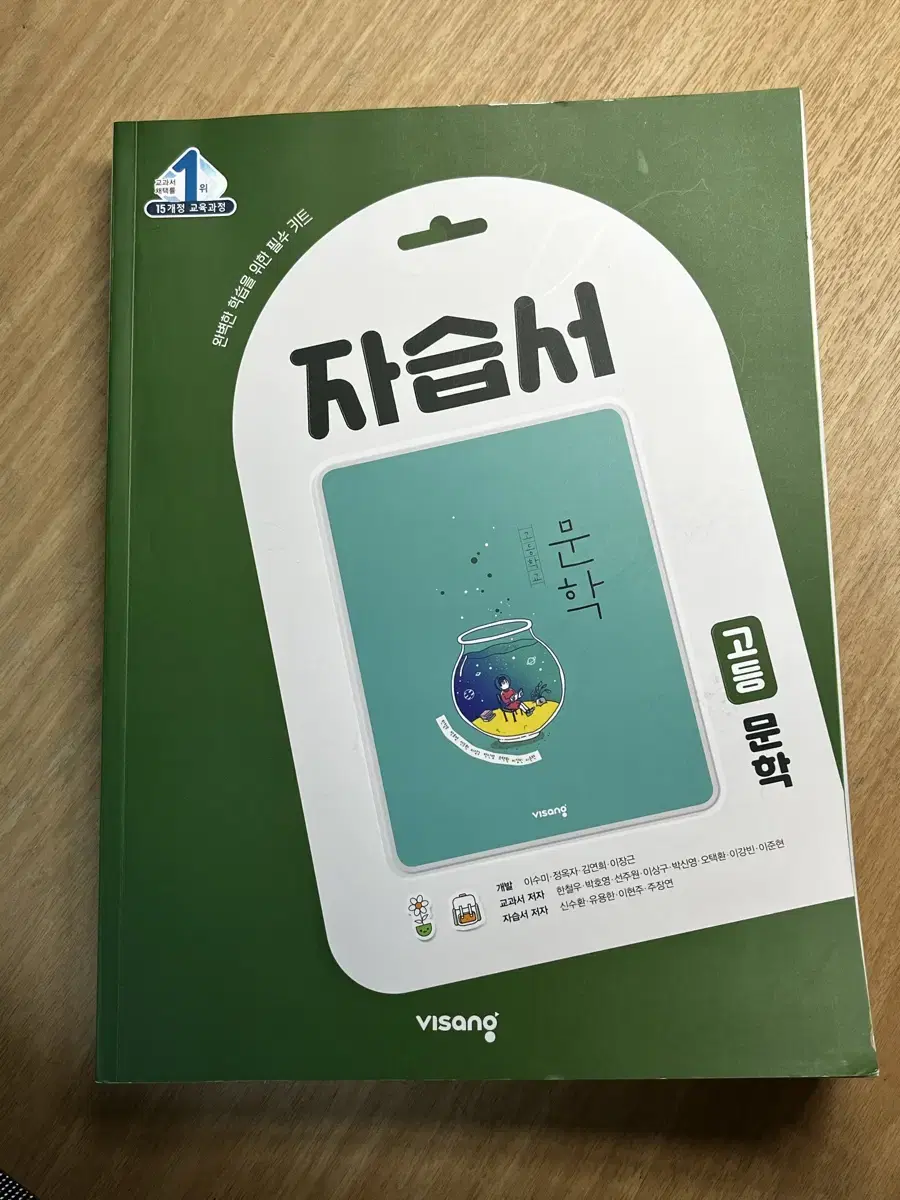 교과서
채택률
1위
15개정 교육과정
완벽한 학습을 위한 필수 키트
자습서
고등학교
문학
visang
고등
문학
개발 이수미·정옥자·김연희·이장근
교과서 저자 한철우·박호영·선주원·이상구·박신영·오택환·이강빈·이준현
자습서 저자 신수환·유용한·이현주·주장연
visang